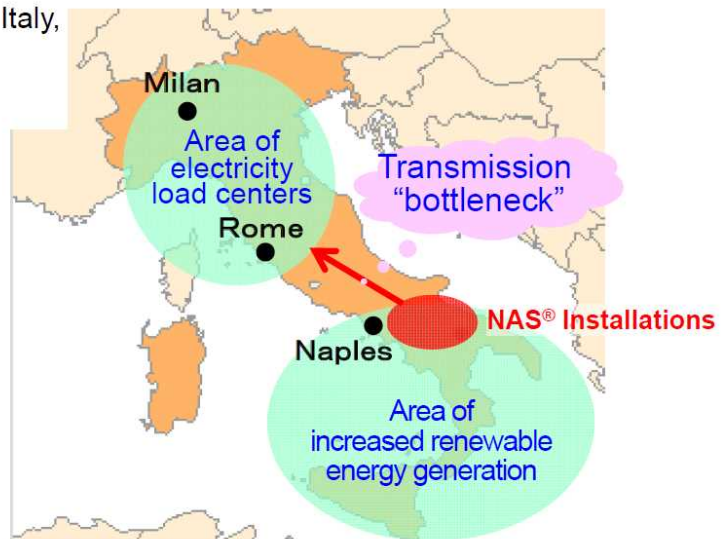 Italy,
Milan
Area of
electricity
load centers
Transmission
“bottleneck”
Rome
NAS® Installations
Naples
Area of
increased renewable
energy generation